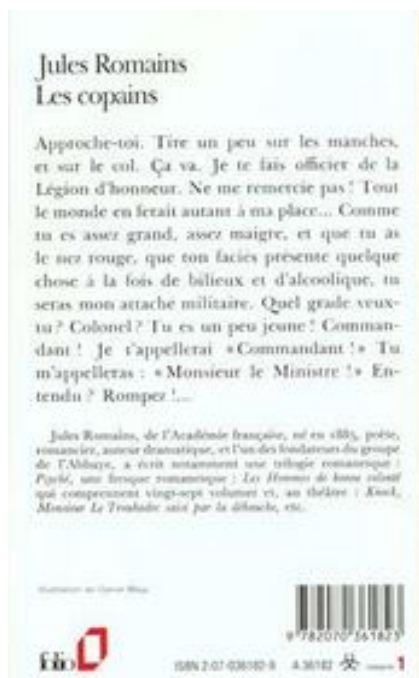 Jules Romains
Les copains
Approche-toi. Tire un peu sur les manches,
et sur le col. Ça va. Je te fais officier de la
Légion d'honneur. Ne me remercie pas ! Tout
le monde en ferait autant à ma place... Comme
tu es assez grand, assez maigre, et que tu as
le nez rouge, que ton faciès présente quelque
chose à la fois de bilieux et d'alcoolique, tu
seras mon attaché militaire. Quel grade veux-
tu ? Colonel ? Tu es un peu jeune ! Comman-
dant ! Je t'appellerai « Commandant ! » Tu
m'appelleras : « Monsieur le Ministre ! » En-
tendu ? Rompez !...
Jules Romains, de l'Académie française, né en 1885, poète,
romancier, auteur dramatique, et l'un des fondateurs du groupe
de l'Abbaye, a écrit notamment une trilogie romanesque :
Psyché, une fresque romanesque : Les Hommes de bonne volonté
qui comprennent vingt-sept volumes et, au théâtre : Knock,
Monsieur Le Trouhadec saisi par la débauche, etc.
9 782070 361823
folio
ISBN 2-07-036182-9 A 36182 1